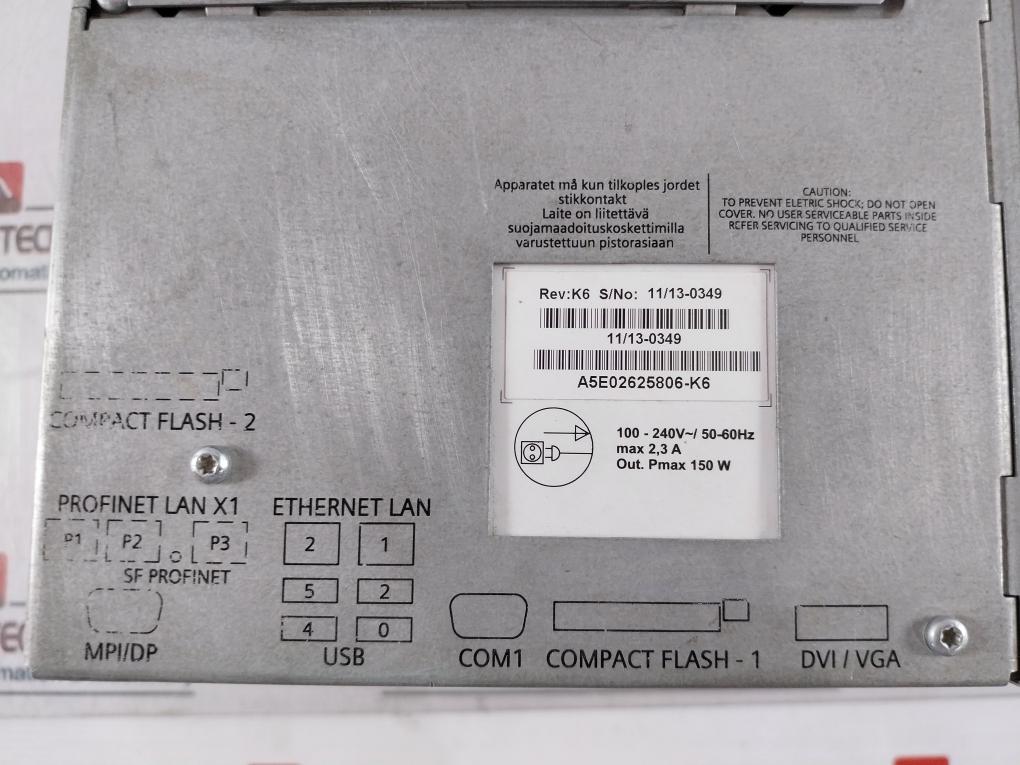 Apparatet må kun tilkoples jordet
stikkontakt
Laite on liitettävä
suojamaadoituskoskettimilla
varustettuun pistorasiaan
CAUTION:
TO PREVENT ELETRIC SHOCK; DO NOT OPEN
COVER. NO USER SERVICEABLE PARTS INSIDE
REFER SERVICING TO QUALIFIED SERVICE
PERSONNEL
Rev:K6 S/No: 11/13-0349
11/13-0349
A5E02625806-K6
100 - 240V~/ 50-60Hz
max 2,3 A
Out. Pmax 150 W
COMPACT FLASH - 2
PROFINET LAN X1
P1 P2 P3
SF PROFINET
MPI/DP
ETHERNET LAN
2 1
5 2
4 0
USB
COM1
COMPACT FLASH - 1
DVI / VGA